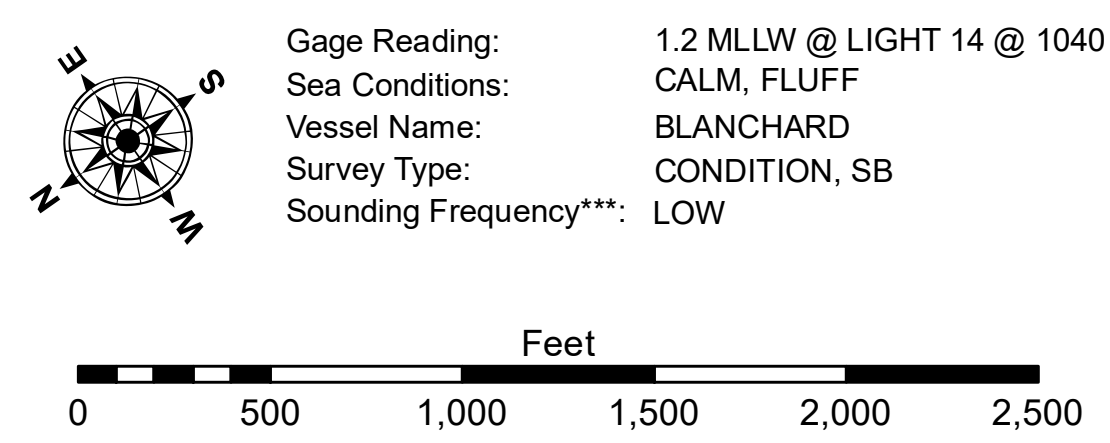 E
S
N
W
Gage Reading: 1.2 MLLW @ LIGHT 14 @ 1040
Sea Conditions: CALM, FLUFF
Vessel Name: BLANCHARD
Survey Type: CONDITION, SB
Sounding Frequency***: LOW
Feet
0 500 1,000 1,500 2,000 2,500